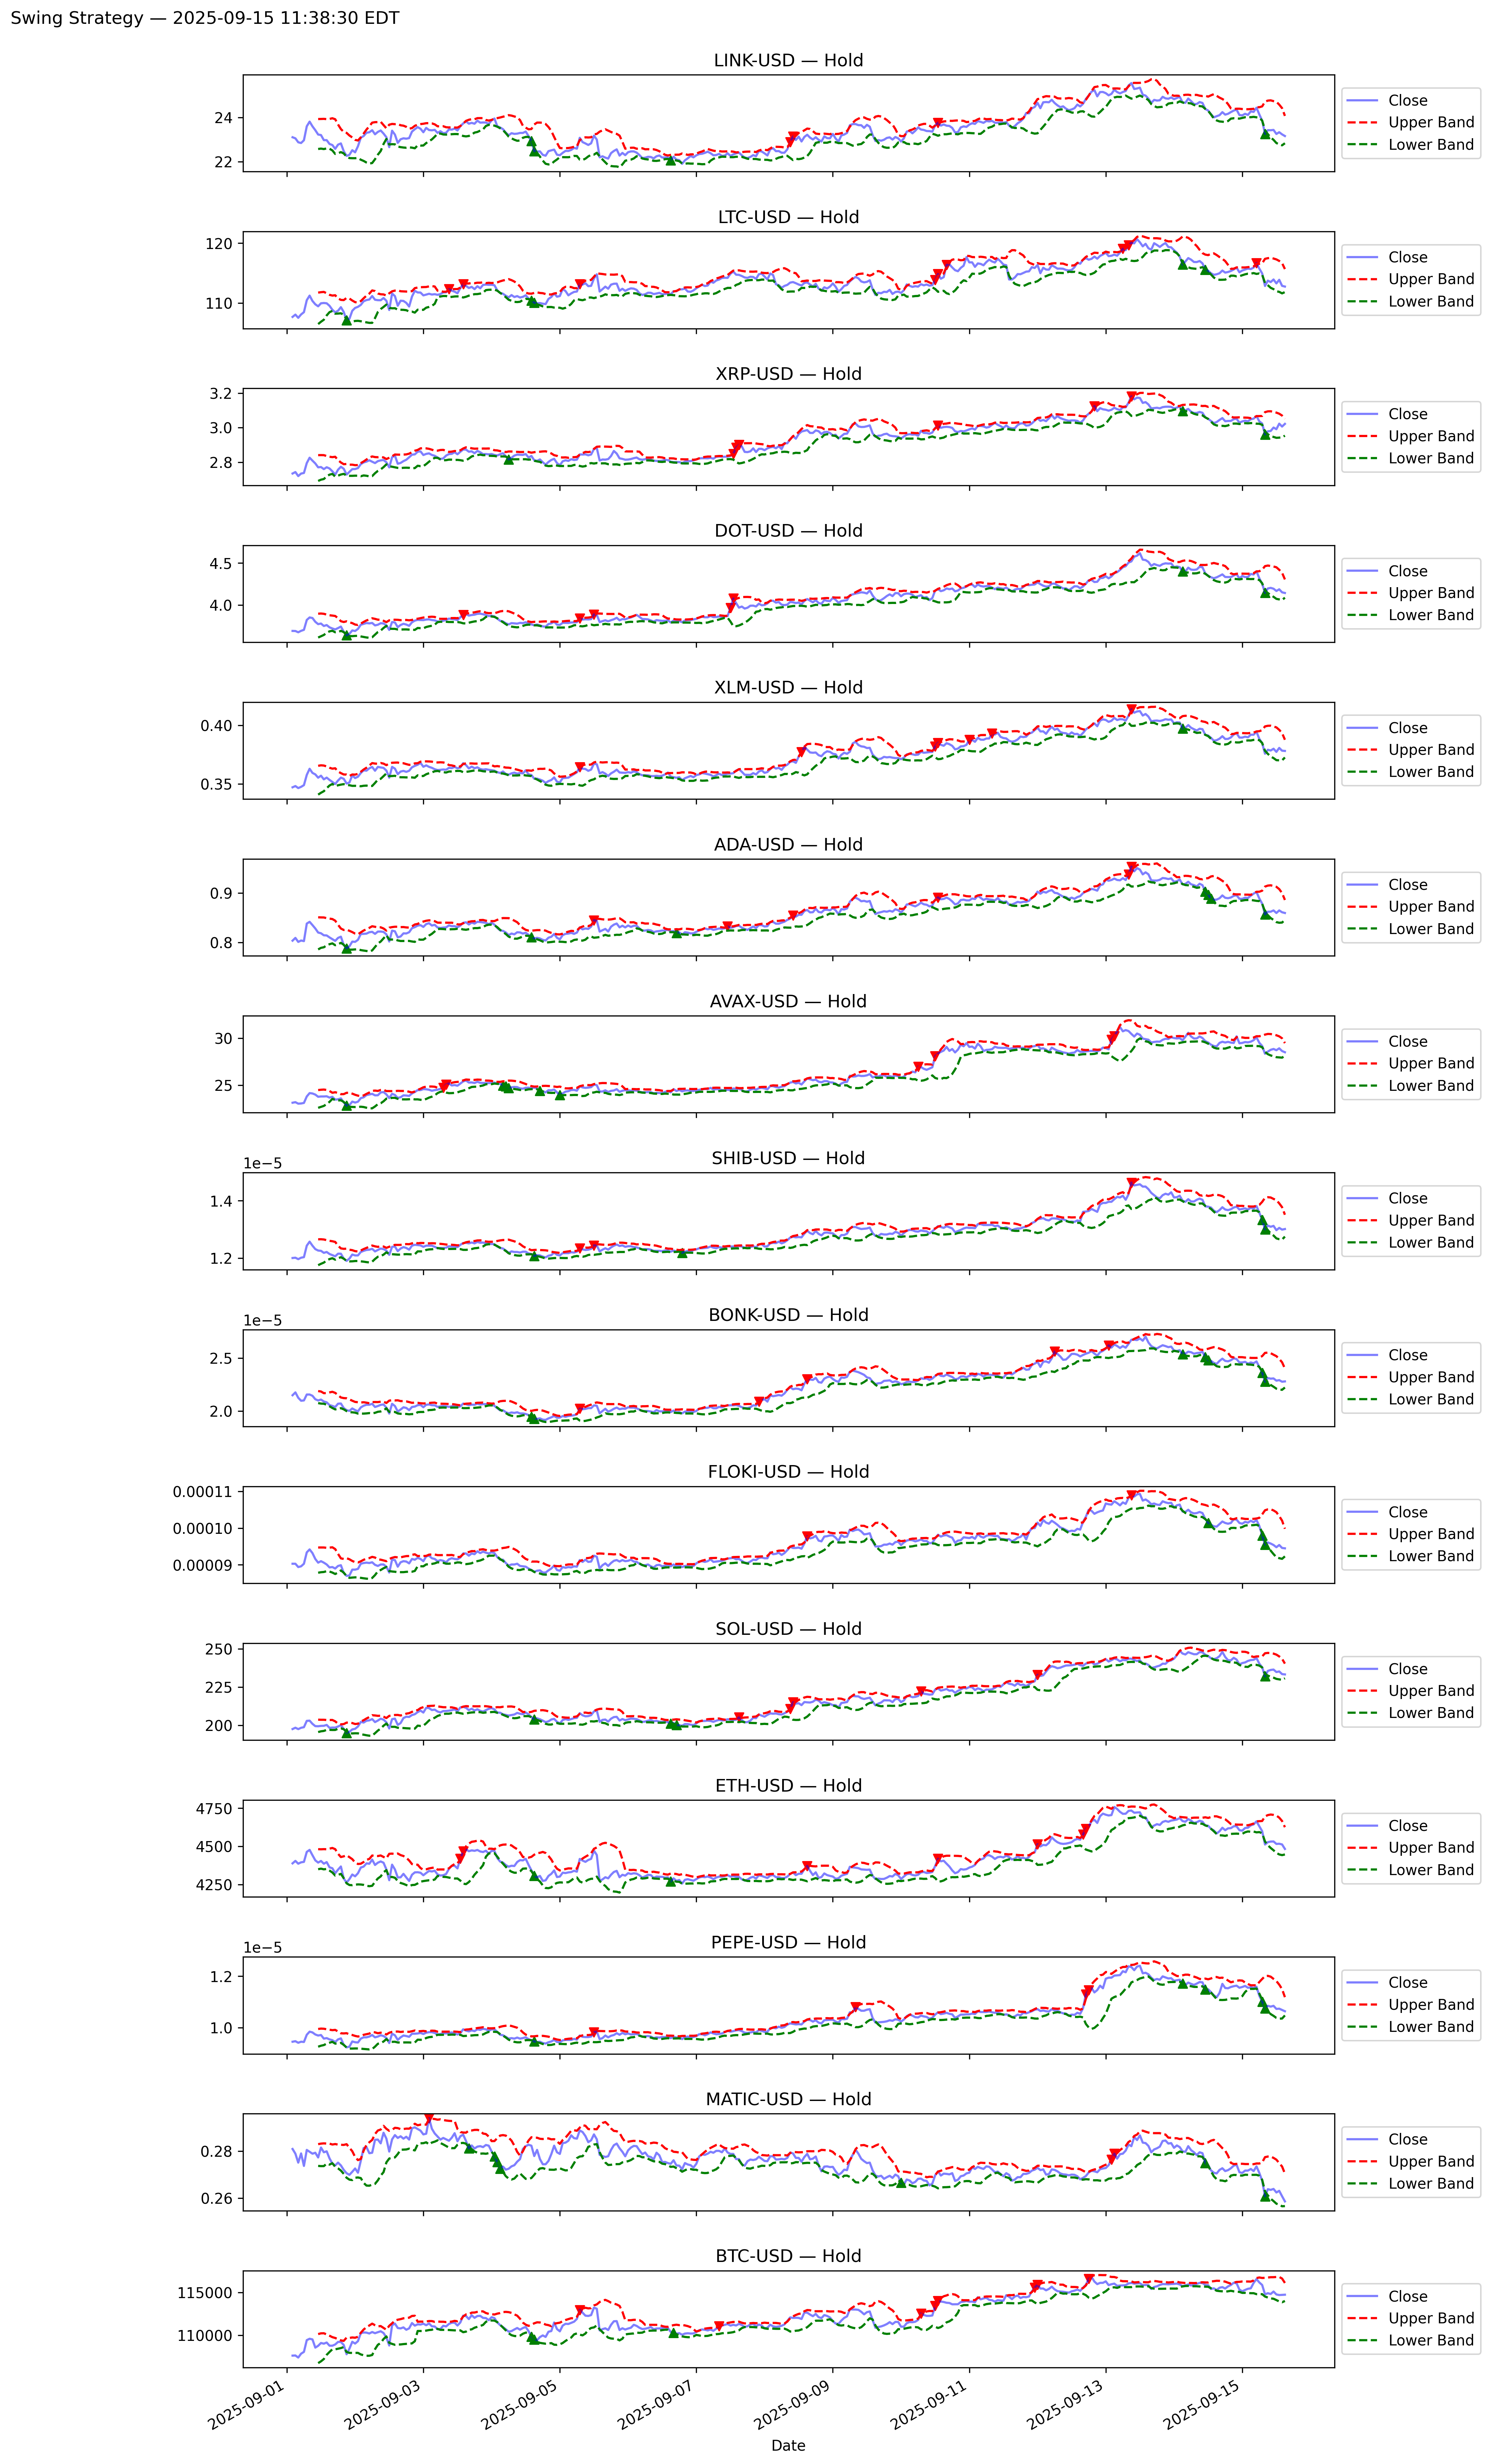 Swing Strategy — 2025-09-15 11:38:30 EDT
LINK-USD — Hold
24
22
Close
Upper Band
Lower Band
LTC-USD — Hold
120
110
Close
Upper Band
Lower Band
XRP-USD — Hold
3.2
3.0
2.8
Close
Upper Band
Lower Band
DOT-USD — Hold
4.5
4.0
Close
Upper Band
Lower Band
XLM-USD — Hold
0.40
0.35
Close
Upper Band
Lower Band
ADA-USD — Hold
0.9
0.8
Close
Upper Band
Lower Band
AVAX-USD — Hold
30
25
Close
Upper Band
Lower Band
SHIB-USD — Hold
1e−5
1.4
1.2
Close
Upper Band
Lower Band
BONK-USD — Hold
1e−5
2.5
2.0
Close
Upper Band
Lower Band
FLOKI-USD — Hold
0.00011
0.00010
0.00009
Close
Upper Band
Lower Band
SOL-USD — Hold
250
225
200
Close
Upper Band
Lower Band
ETH-USD — Hold
4750
4500
4250
Close
Upper Band
Lower Band
PEPE-USD — Hold
1e−5
1.2
1.0
Close
Upper Band
Lower Band
MATIC-USD — Hold
0.28
0.26
Close
Upper Band
Lower Band
BTC-USD — Hold
115000
110000
Close
Upper Band
Lower Band
2025-09-01
2025-09-03
2025-09-05
2025-09-07
2025-09-09
2025-09-11
2025-09-13
2025-09-15
Date